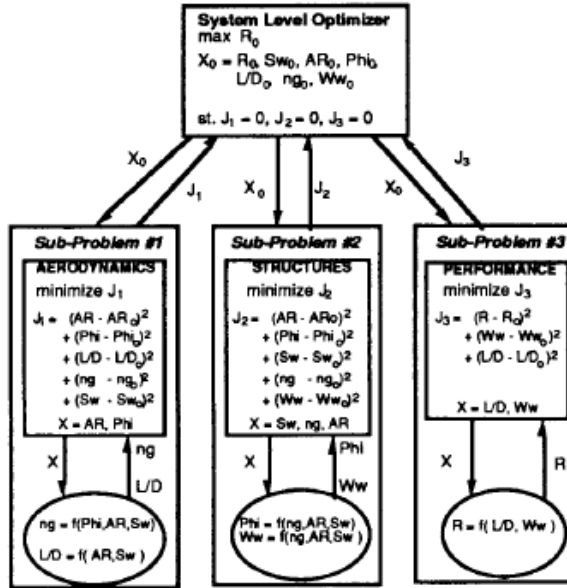 System Level Optimizer
max R₀
X₀ = R₀, Sw₀, AR₀, Phi₀,
L/D₀, ng₀, Ww₀
st. J₁ = 0, J₂ = 0, J₃ = 0
X₀
J₁
X₀
J₂
X₀
J₃
Sub-Problem #1
AERODYNAMICS
minimize J₁
J₁ = (AR - AR₀)²
+ (Phi - Phi₀)²
+ (L/D - L/D₀)²
+ (ng - ng₀)²
+ (Sw - Sw₀)²
X = AR, Phi
X
ng
L/D
ng = f(Phi,AR,Sw)
L/D = f( AR,Sw )
Sub-Problem #2
STRUCTURES
minimize J₂
J₂ = (AR - AR₀)²
+ (Phi - Phi₀)²
+ (Sw - Sw₀)²
+ (ng - ng₀)²
+ (Ww - Ww₀)²
X = Sw, ng, AR
X
Phi
Ww
Phi = f(ng,AR,Sw)
Ww = f(ng,AR,Sw )
Sub-Problem #3
PERFORMANCE
minimize J₃
J₃ = (R - R₀)²
+ (Ww - Ww₀)²
+ (L/D - L/D₀)²
X = L/D, Ww
X
R
R = f( L/D, Ww )